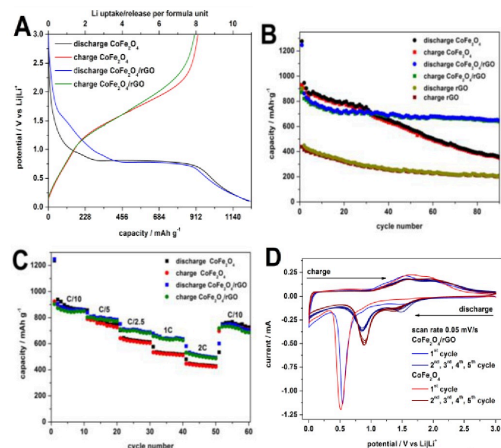 A
Li uptake/release per formula unit
0 2 4 6 8 10
discharge CoFe₂O₄
charge CoFe₂O₄
discharge CoFe₂O₄/rGO
charge CoFe₂O₄/rGO
potential / V vs Li|Li⁺
3.0
2.5
2.0
1.5
1.0
0.5
0.0
0 228 456 684 912 1140
capacity / mAh g⁻¹
B
discharge CoFe₂O₄
charge CoFe₂O₄
discharge CoFe₂O₄/rGO
charge CoFe₂O₄/rGO
discharge rGO
charge rGO
capacity / mAh·g⁻¹
1200
1000
800
600
400
200
0
0 20 40 60 80
cycle number
C
discharge CoFe₂O₄
charge CoFe₂O₄
discharge CoFe₂O₄/rGO
charge CoFe₂O₄/rGO
C/10
C/5
C/2.5
1C
2C
C/10
capacity / mAh g⁻¹
1200
1000
800
600
400
200
0
0 10 20 30 40 50 60
cycle number
D
charge
discharge
scan rate 0.05 mV/s
CoFe₂O₄/rGO
1ˢᵗ cycle
2ⁿᵈ, 3ʳᵈ, 4ᵗʰ, 5ᵗʰ cycle
CoFe₂O₄
1ˢᵗ cycle
2ⁿᵈ, 3ʳᵈ, 4ᵗʰ, 5ᵗʰ cycle
current / mA
0.25
0.00
-0.25
-0.50
-0.75
-1.00
-1.25
0.0 0.5 1.0 1.5 2.0 2.5 3.0
potential / V vs Li|Li⁺